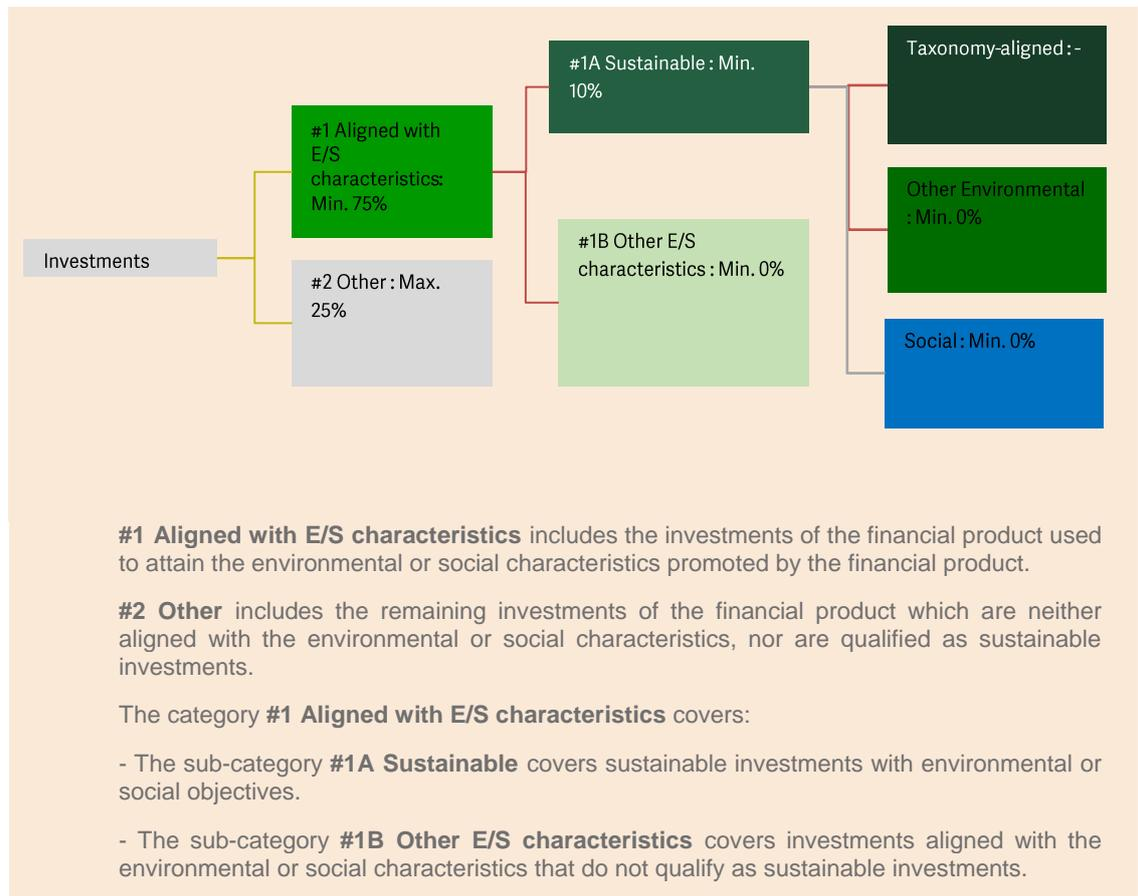 Investments
#1 Aligned with
E/S
characteristics:
Min. 75%
#2 Other : Max.
25%
#1A Sustainable : Min.
10%
#1B Other E/S
characteristics : Min. 0%
Taxonomy-aligned : -
Other Environmental
: Min. 0%
Social : Min. 0%
#1 Aligned with E/S characteristics includes the investments of the financial product used
to attain the environmental or social characteristics promoted by the financial product.
#2 Other includes the remaining investments of the financial product which are neither
aligned with the environmental or social characteristics, nor are qualified as sustainable
investments.
The category #1 Aligned with E/S characteristics covers:
- The sub-category #1A Sustainable covers sustainable investments with environmental or
social objectives.
- The sub-category #1B Other E/S characteristics covers investments aligned with the
environmental or social characteristics that do not qualify as sustainable investments.